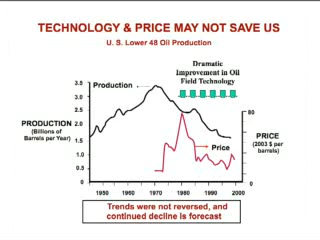 TECHNOLOGY & PRICE MAY NOT SAVE US
U. S. Lower 48 Oil Production
Dramatic
Improvement in Oil
Field Technology
Production
3.5
3.0
2.5
2.0
1.5
1.0
0.5
0
PRODUCTION
(Billions of
Barrels per Year)
80
0
PRICE
(2003 $ per
barrels)
Price
1950
1960
1970
1980
1990
2000
Trends were not reversed, and
continued decline is forecast